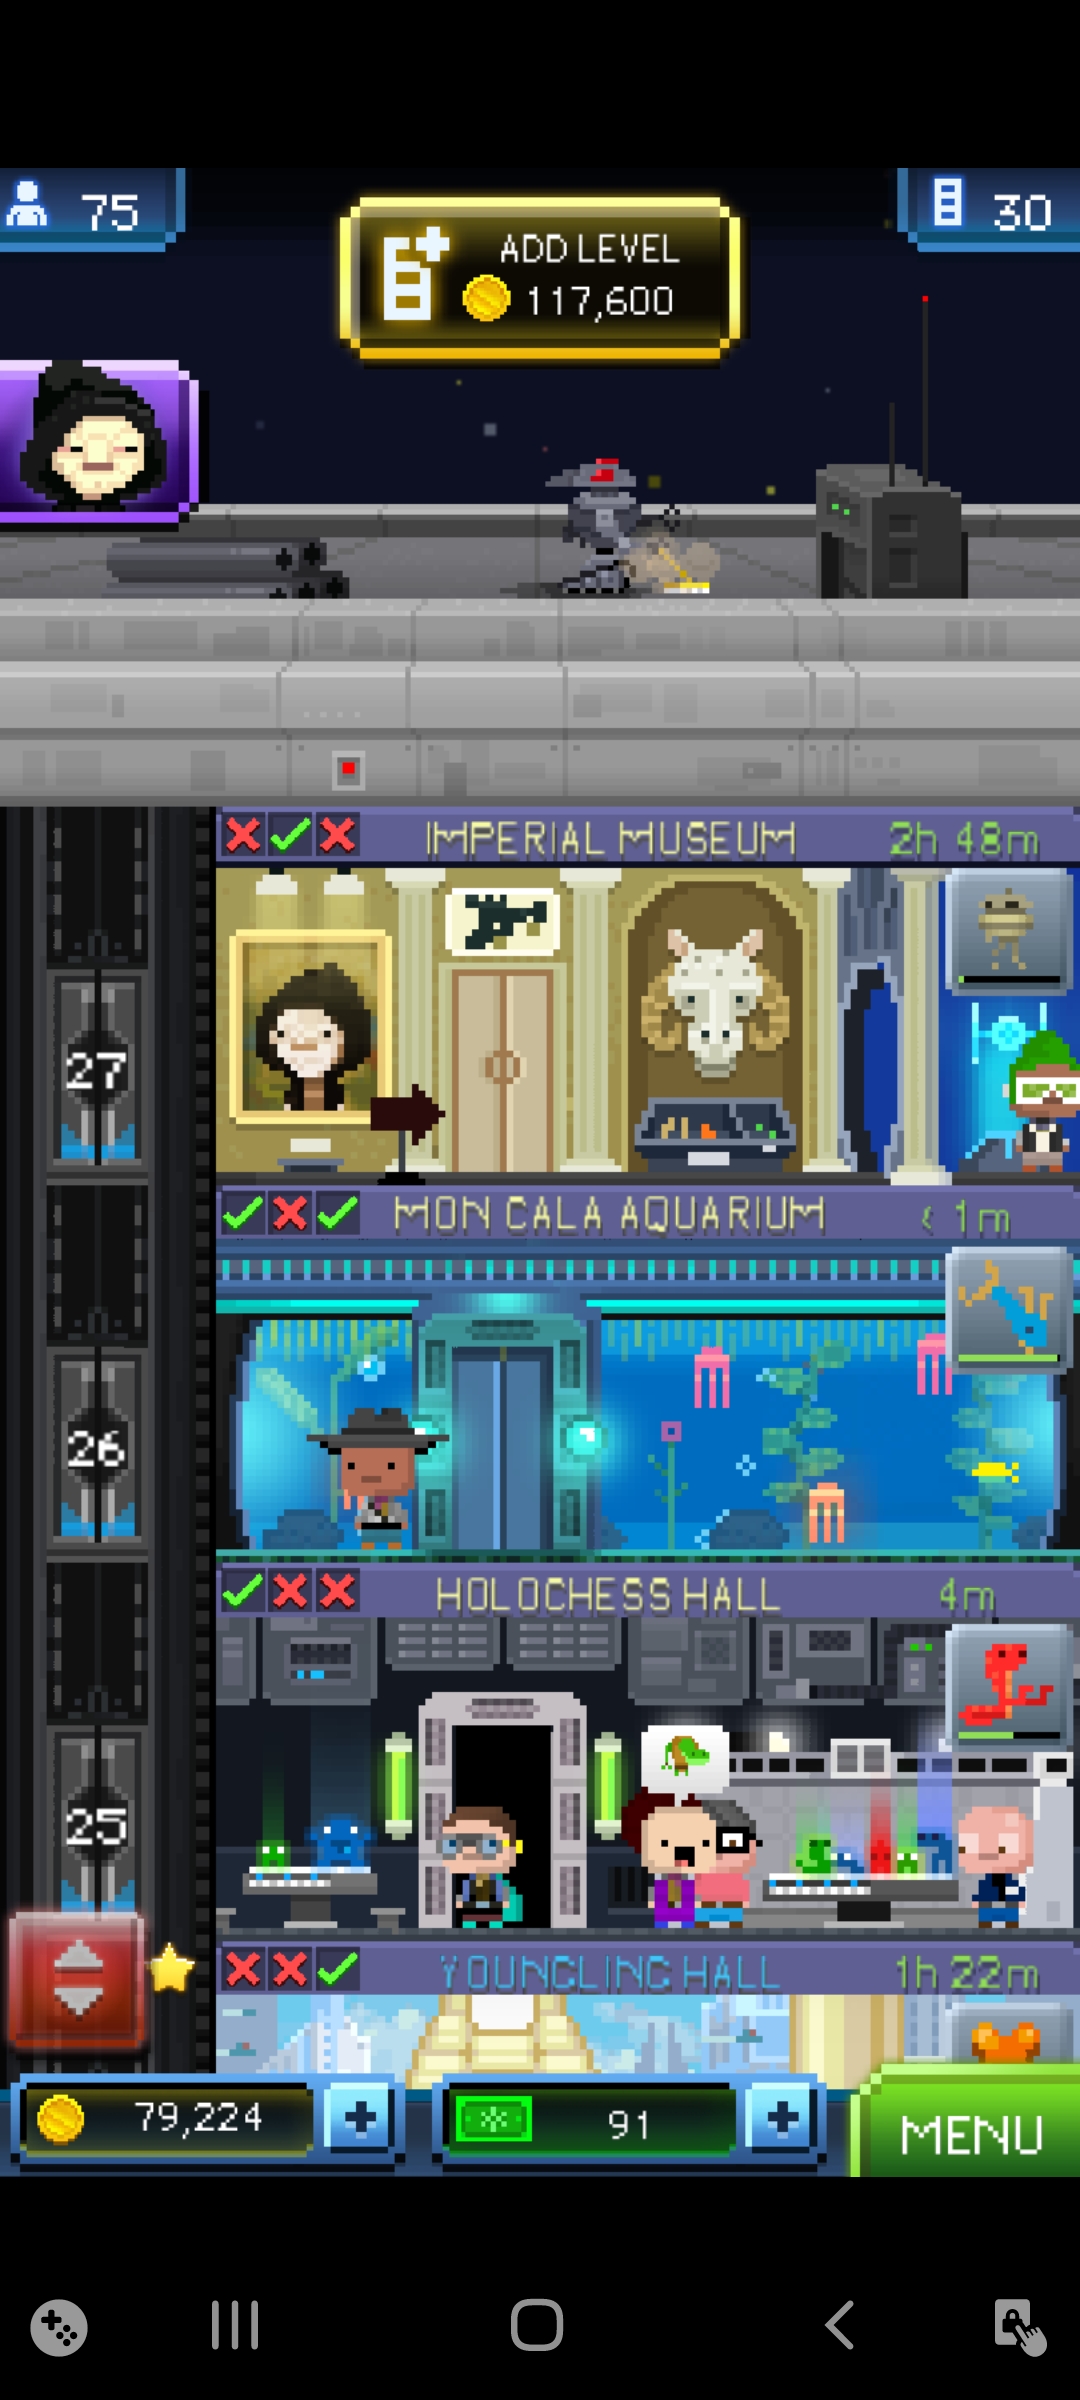 75
ADD LEVEL
117,600
30
IMPERIAL MUSEUM 2h 48m
27
MON CALA AQUARIUM < 1m
26
HOLOCHESS HALL 4m
25
YOUNGLING HALL 1h 22m
79,224 + 91 + MENU